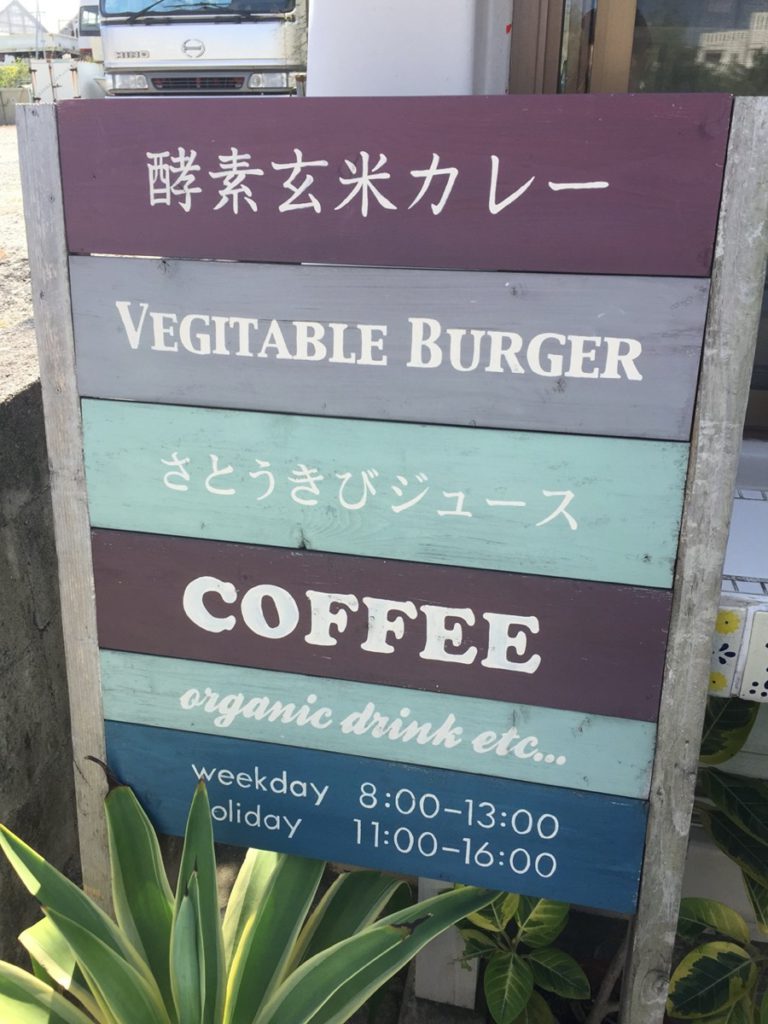 HINO
酵素玄米カレー
VEGITABLE BURGER
さとうきびジュース
COFFEE
organic drink etc...
weekday 8:00-13:00
oliday 11:00-16:00